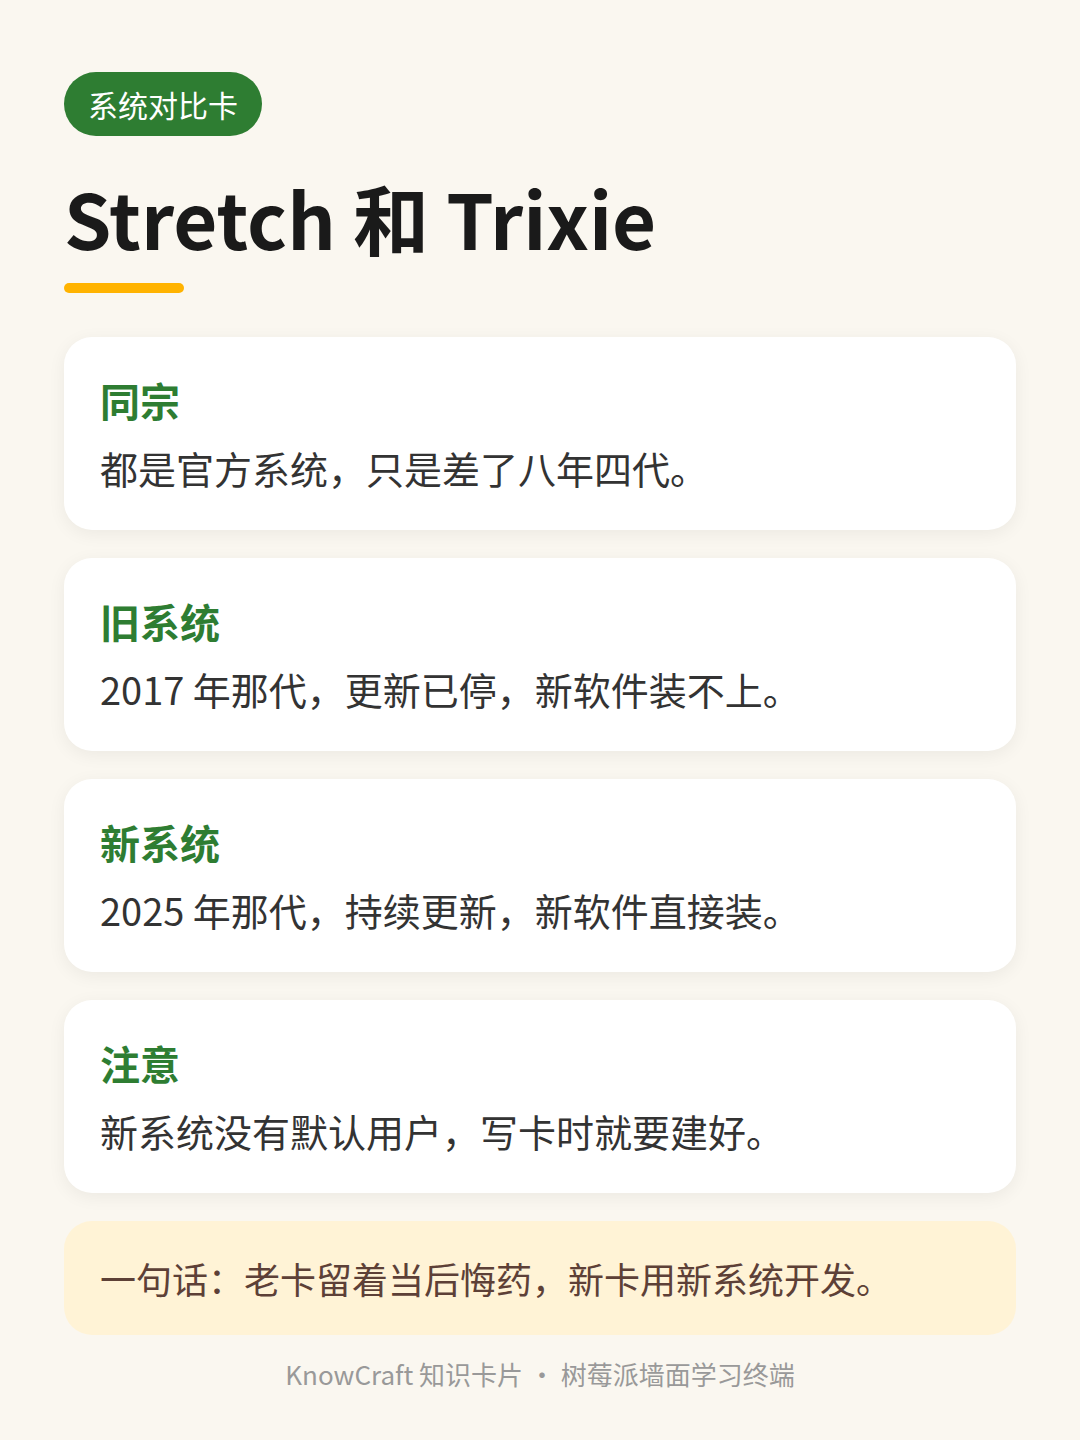 系统对比卡
Stretch 和 Trixie
同宗
都是官方系统，只是差了八年四代。
旧系统
2017 年那代，更新已停，新软件装不上。
新系统
2025 年那代，持续更新，新软件直接装。
注意
新系统没有默认用户，写卡时就要建好。
一句话：老卡留着当后悔药，新卡用新系统开发。
KnowCraft 知识卡片 · 树莓派墙面学习终端